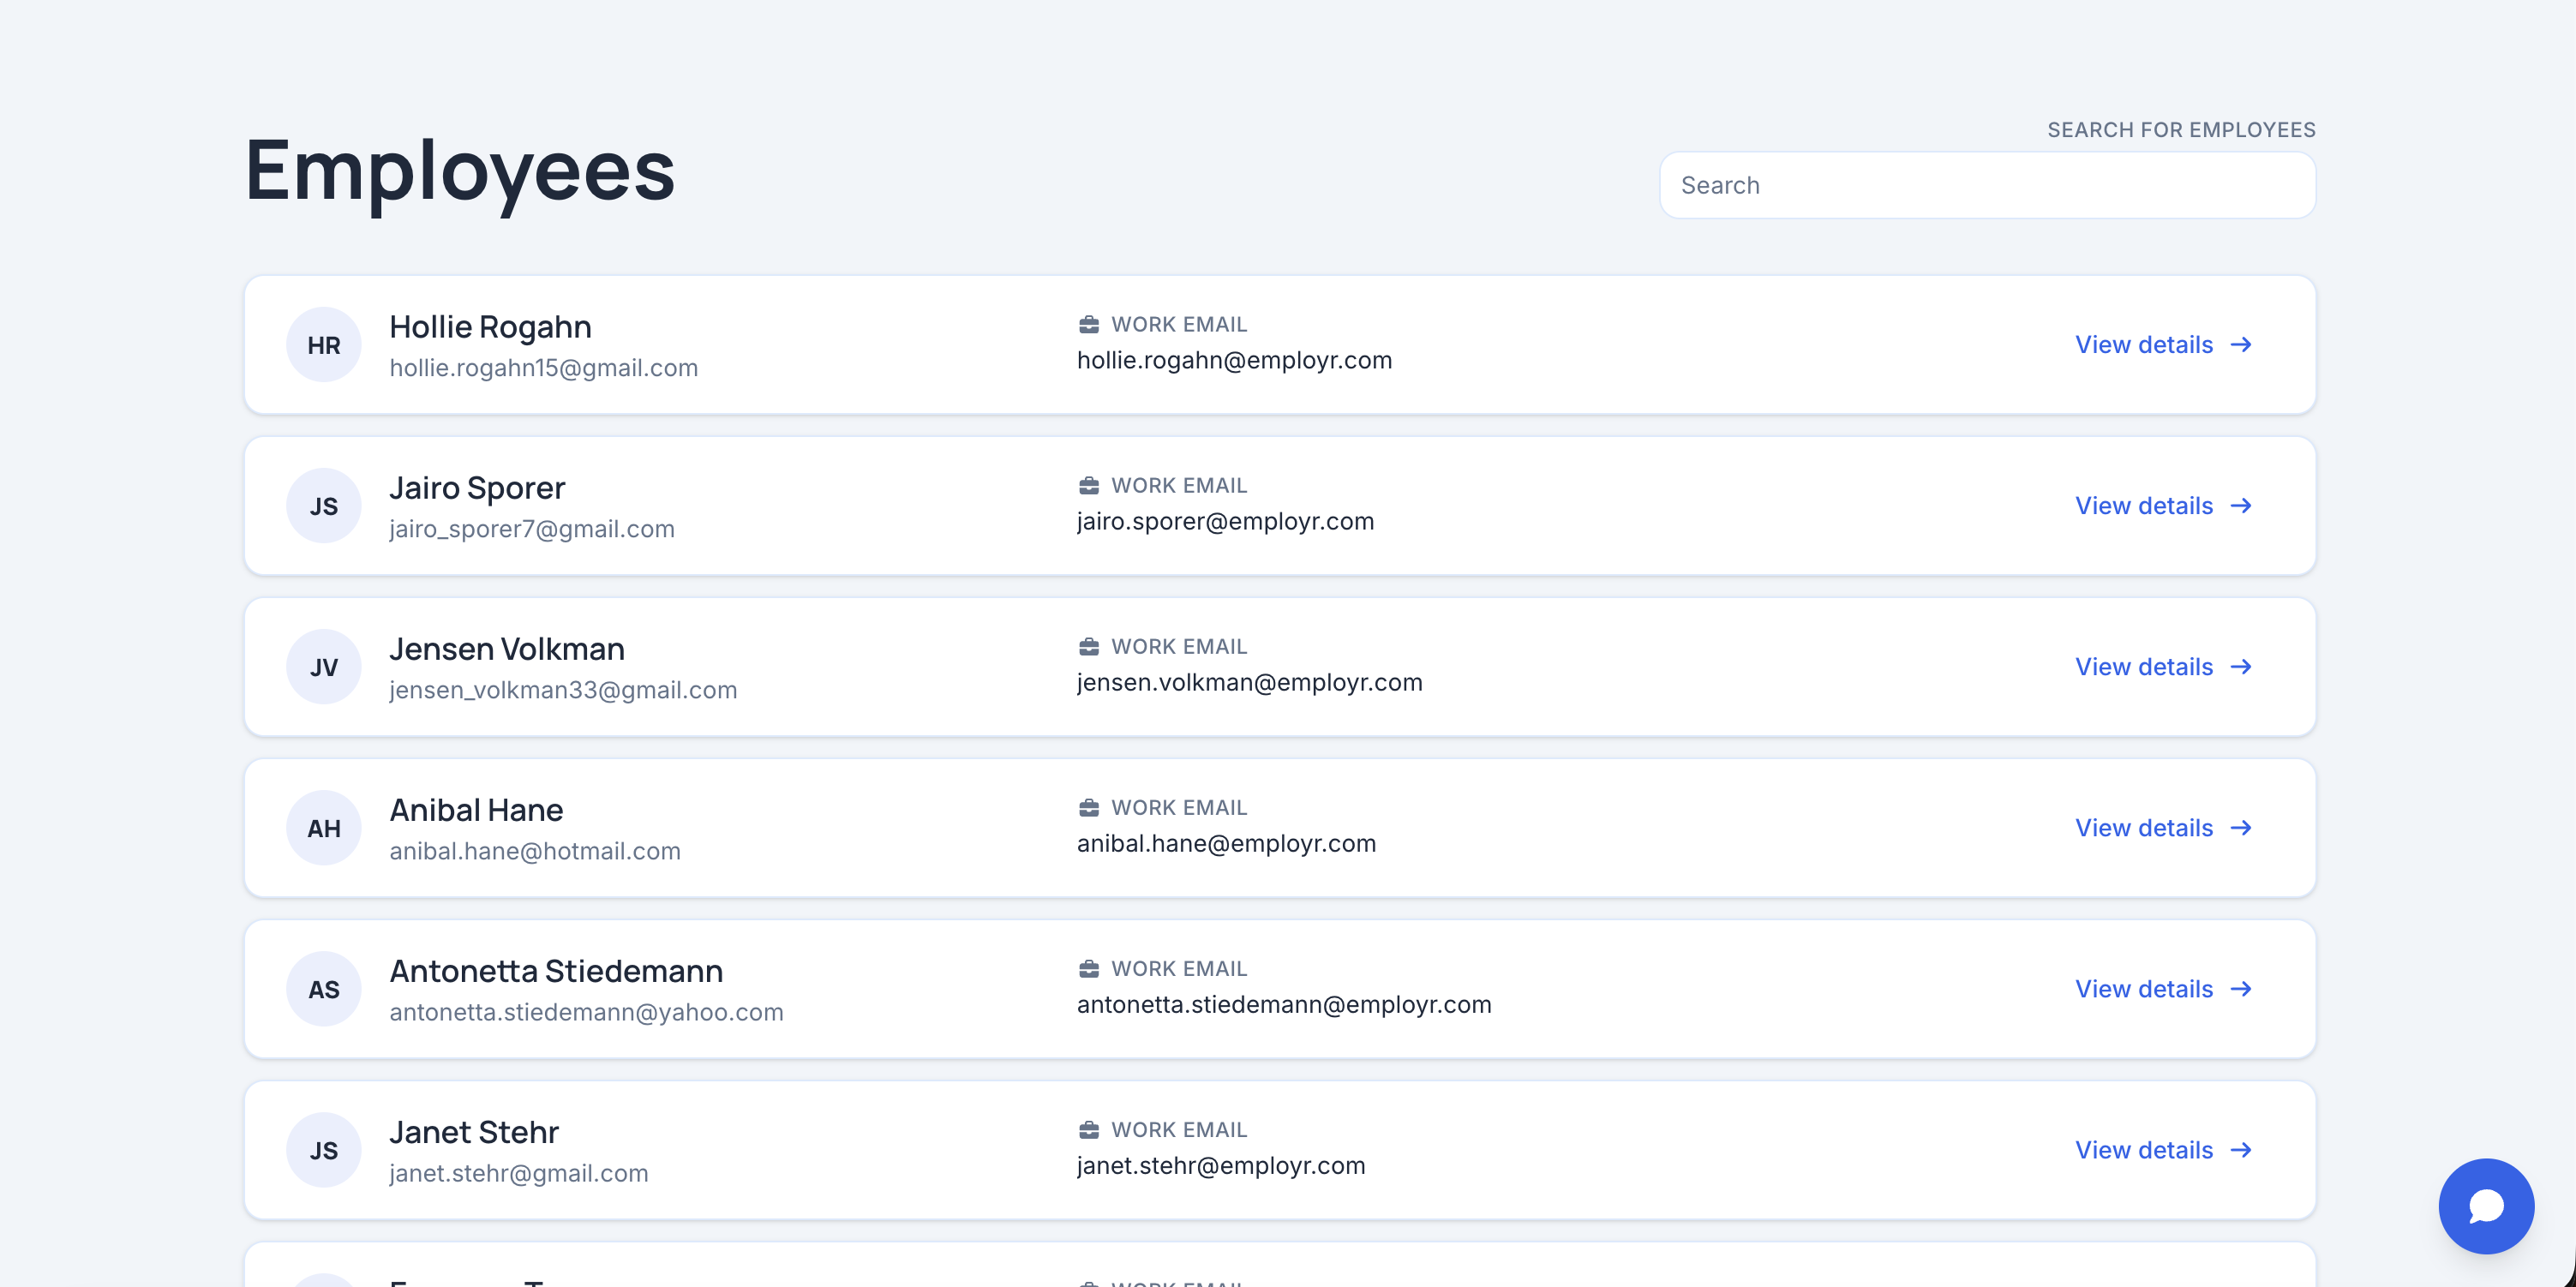 Employees
SEARCH FOR EMPLOYEES
Search
HR
Hollie Rogahn
hollie.rogahn15@gmail.com
WORK EMAIL
hollie.rogahn@employr.com
View details
JS
Jairo Sporer
jairo_sporer7@gmail.com
WORK EMAIL
jairo.sporer@employr.com
View details
JV
Jensen Volkman
jensen_volkman33@gmail.com
WORK EMAIL
jensen.volkman@employr.com
View details
AH
Anibal Hane
anibal.hane@hotmail.com
WORK EMAIL
anibal.hane@employr.com
View details
AS
Antonetta Stiedemann
antonetta.stiedemann@yahoo.com
WORK EMAIL
antonetta.stiedemann@employr.com
View details
JS
Janet Stehr
janet.stehr@gmail.com
WORK EMAIL
janet.stehr@employr.com
View details
WORK EMAIL